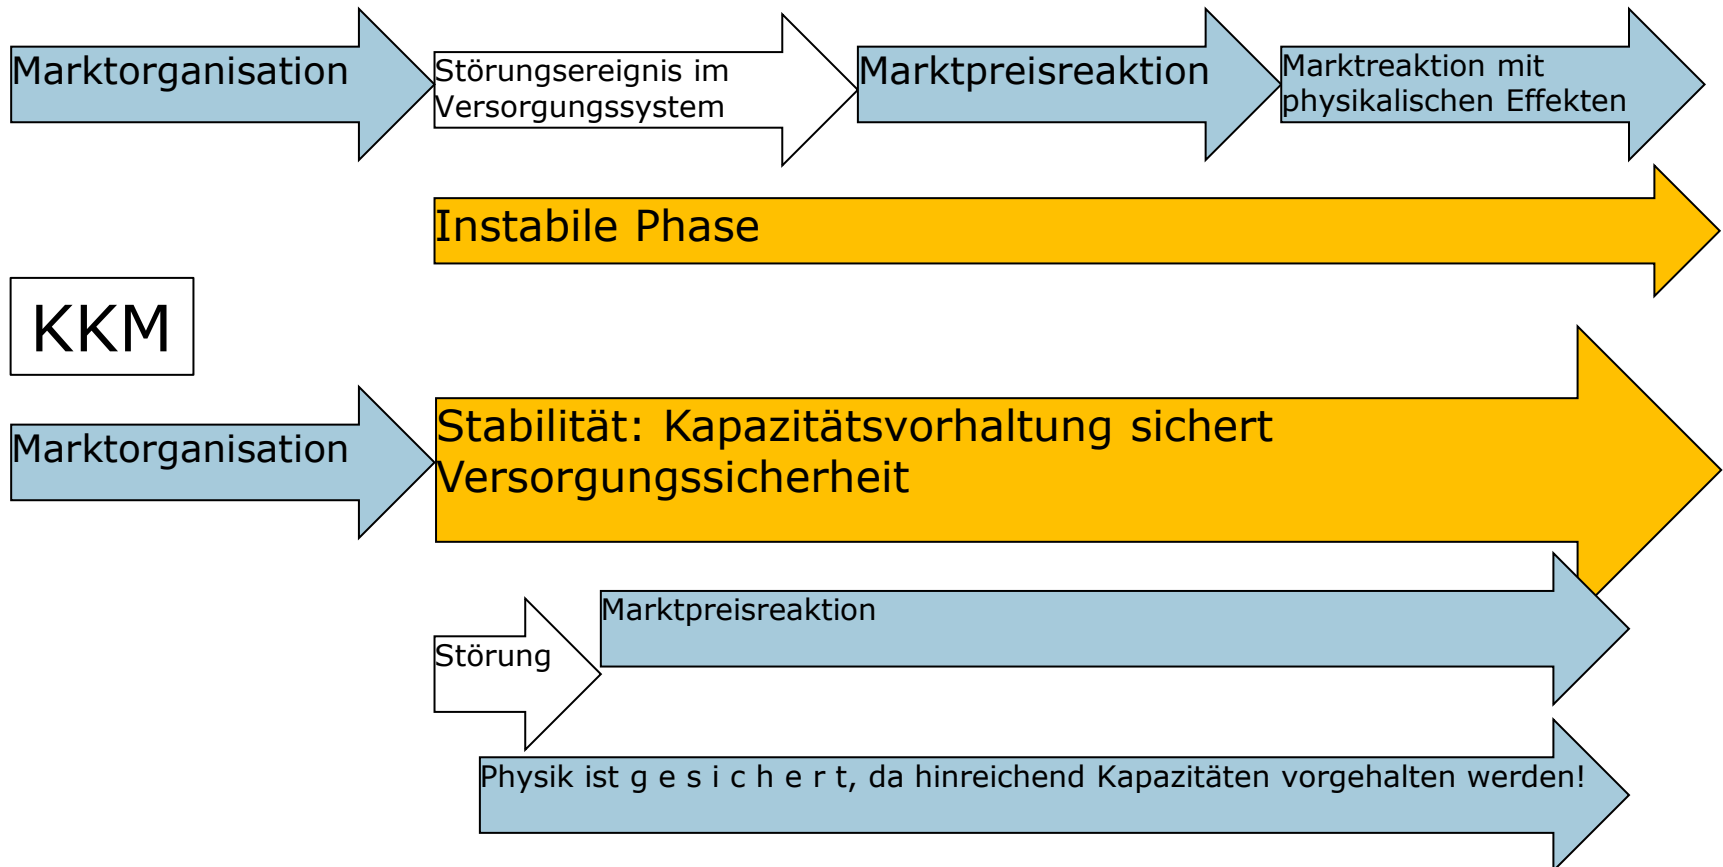 Marktorganisation
Störungsereignis im
Versorgungssystem
Marktpreisreaktion
Marktreaktion mit
physikalischen Effekten
Instabile Phase
KKM
Marktorganisation
Stabilität: Kapazitätsvorhaltung sichert
Versorgungssicherheit
Marktpreisreaktion
Störung
Physik ist g e s i c h e r t, da hinreichend Kapazitäten vorgehalten werden!